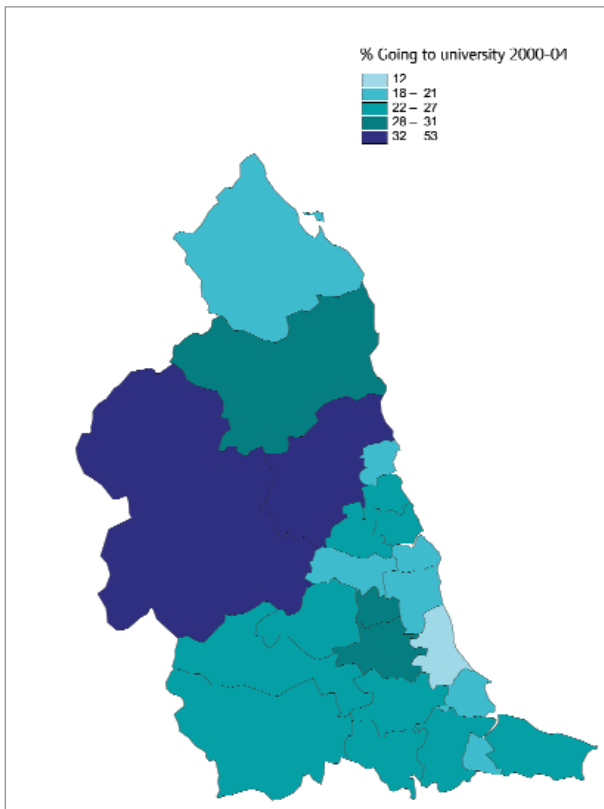 % Going to university 2000-04
12
18 – 21
22 – 27
28 – 31
32 53